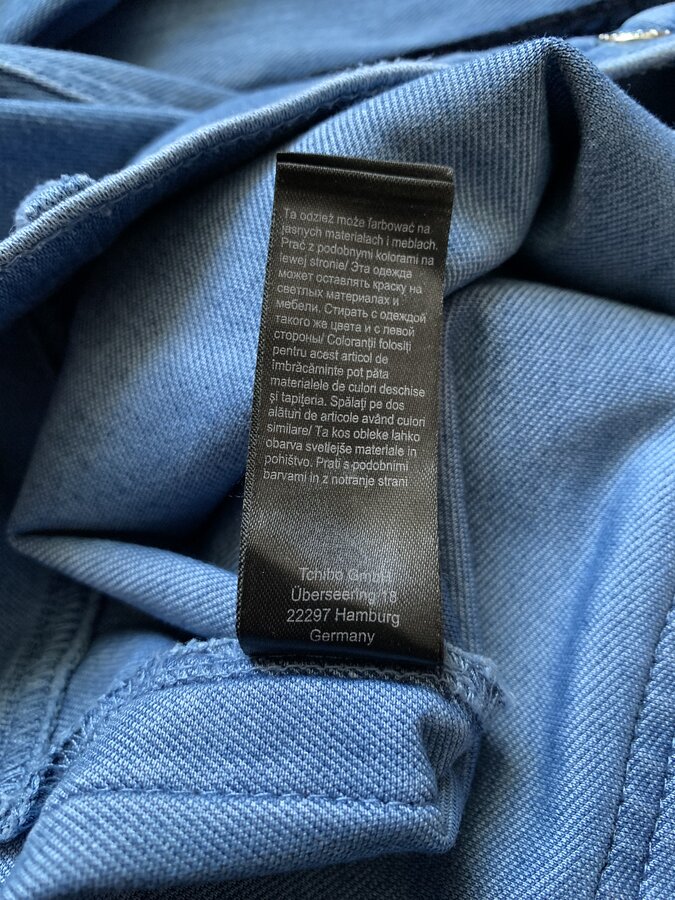 Ta odzież może farbować na
jasnych materiałach i meblach.
Prać z podobnymi kolorami na
lewej stronie/ Эта одежда
может оставлять краску на
светлых материалах и
мебели. Стирать с одеждой
такого же цвета и с левой
стороны/ Coloranții folosiți
pentru acest articol de
îmbrăcăminte pot păta
materialele de culori deschise
și tapițeria. Spălați pe dos
alături de articole având culori
similare/ Ta kos obleke lahko
obarva svetlejše materiale in
pohištvo. Prati s podobnimi
barvami in z notranje strani
Tchibo GmbH
Überseering 18
22297 Hamburg
Germany